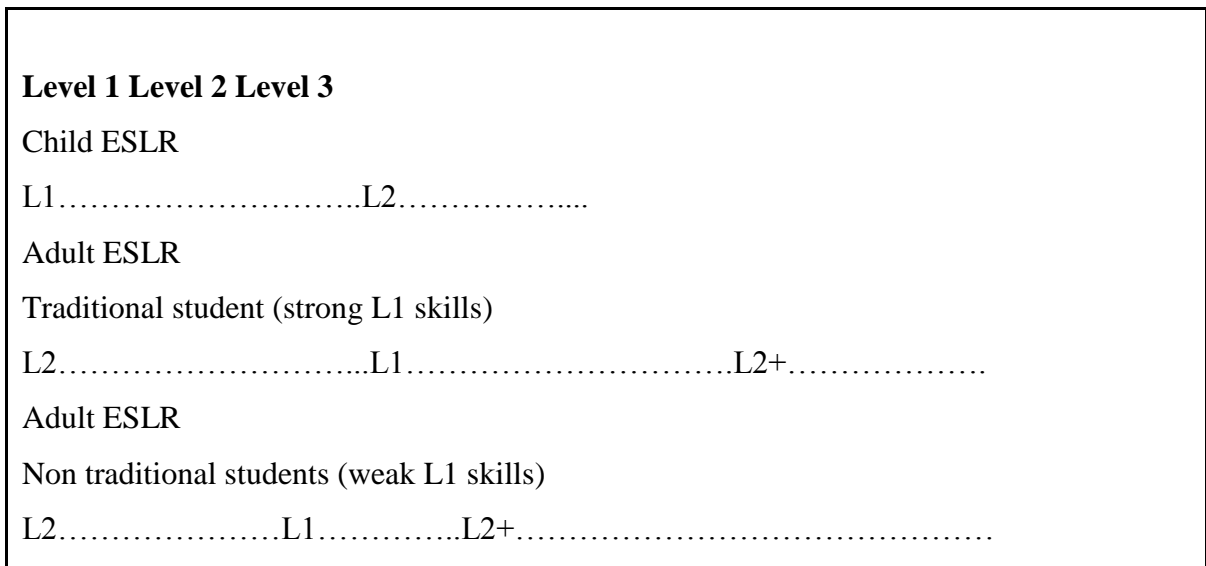 Level 1 Level 2 Level 3
Child ESLR
L1………………………..L2……………....
Adult ESLR
Traditional student (strong L1 skills)
L2………………………...L1………………………….L2+……………….
Adult ESLR
Non traditional students (weak L1 skills)
L2…………………L1…………..L2+………………………………………